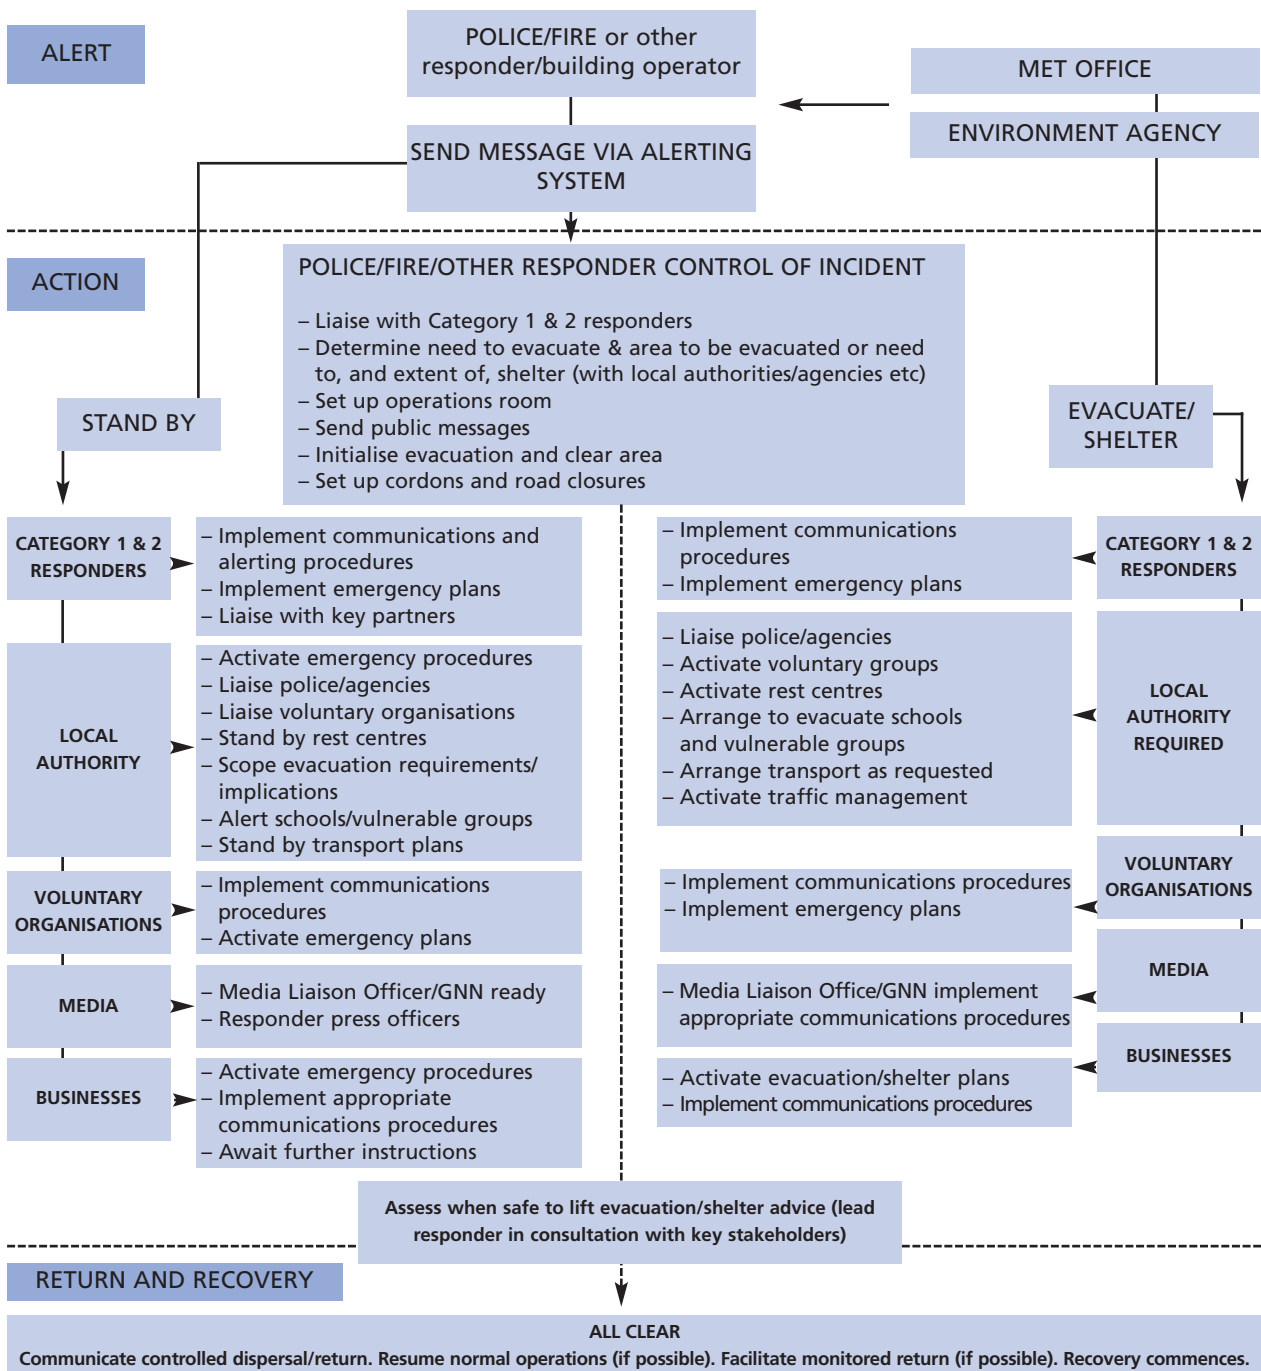 ALERT
POLICE/FIRE or other
responder/building operator
MET OFFICE
ENVIRONMENT AGENCY
SEND MESSAGE VIA ALERTING
SYSTEM
ACTION
POLICE/FIRE/OTHER RESPONDER CONTROL OF INCIDENT
– Liaise with Category 1 & 2 responders
– Determine need to evacuate & area to be evacuated or need
to, and extent of, shelter (with local authorities/agencies etc)
– Set up operations room
– Send public messages
– Initialise evacuation and clear area
– Set up cordons and road closures
STAND BY
EVACUATE/
SHELTER
CATEGORY 1 & 2
RESPONDERS
– Implement communications and
alerting procedures
– Implement emergency plans
– Liaise with key partners
LOCAL
AUTHORITY
– Activate emergency procedures
– Liaise police/agencies
– Liaise voluntary organisations
– Stand by rest centres
– Scope evacuation requirements/
implications
– Alert schools/vulnerable groups
– Stand by transport plans
VOLUNTARY
ORGANISATIONS
– Implement communications
procedures
– Activate emergency plans
MEDIA
– Media Liaison Officer/GNN ready
– Responder press officers
BUSINESSES
– Activate emergency procedures
– Implement appropriate
communications procedures
– Await further instructions
– Implement communications
procedures
– Implement emergency plans
CATEGORY 1 & 2
RESPONDERS
– Liaise police/agencies
– Activate voluntary groups
– Activate rest centres
– Arrange to evacuate schools
and vulnerable groups
– Arrange transport as requested
– Activate traffic management
LOCAL
AUTHORITY
REQUIRED
– Implement communications procedures
– Implement emergency plans
VOLUNTARY
ORGANISATIONS
– Media Liaison Office/GNN implement
appropriate communications procedures
MEDIA
– Activate evacuation/shelter plans
– Implement communications procedures
BUSINESSES
Assess when safe to lift evacuation/shelter advice (lead
responder in consultation with key stakeholders)
RETURN AND RECOVERY
ALL CLEAR
Communicate controlled dispersal/return. Resume normal operations (if possible). Facilitate monitored return (if possible). Recovery commences.